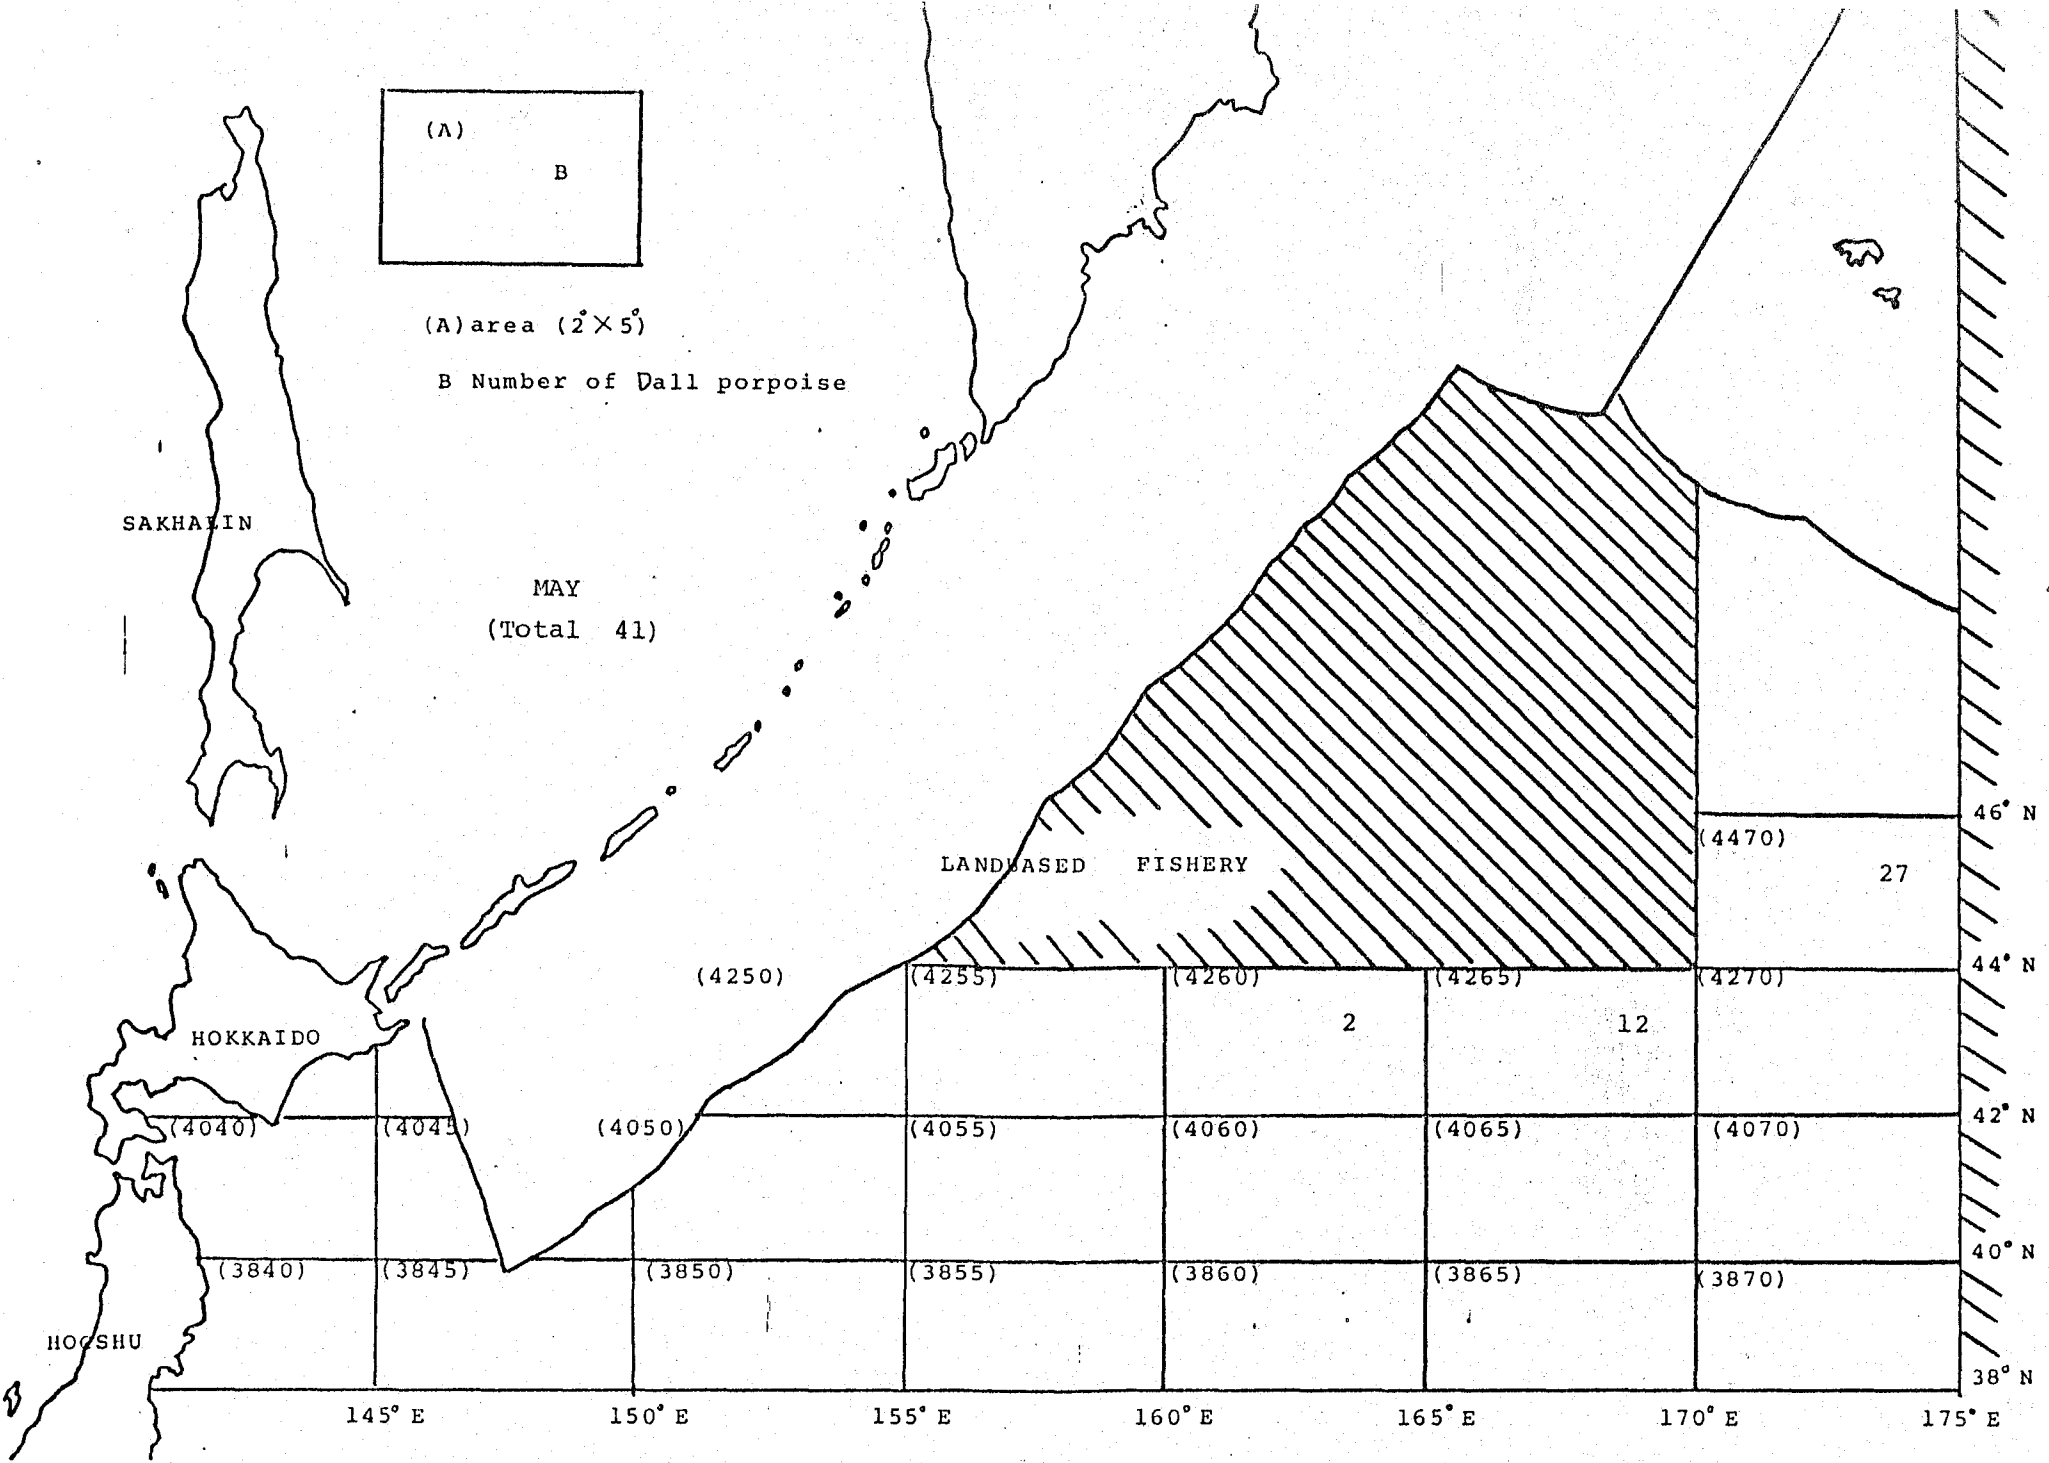 (A)
B
(A) area (2°×5°)
B Number of Dall porpoise
SAKHALIN
MAY
(Total 41)
46° N
(4470)
27
LANDBASED FISHERY
44° N
(4250) (4255) (4260) (4265) (4270)
2 12
HOKKAIDO
42° N
(4040) (4045) (4050) (4055) (4060) (4065) (4070)
40° N
(3840) (3845) (3850) (3855) (3860) (3865) (3870)
HOOSHU
38° N
145° E 150° E 155° E 160° E 165° E 170° E 175° E